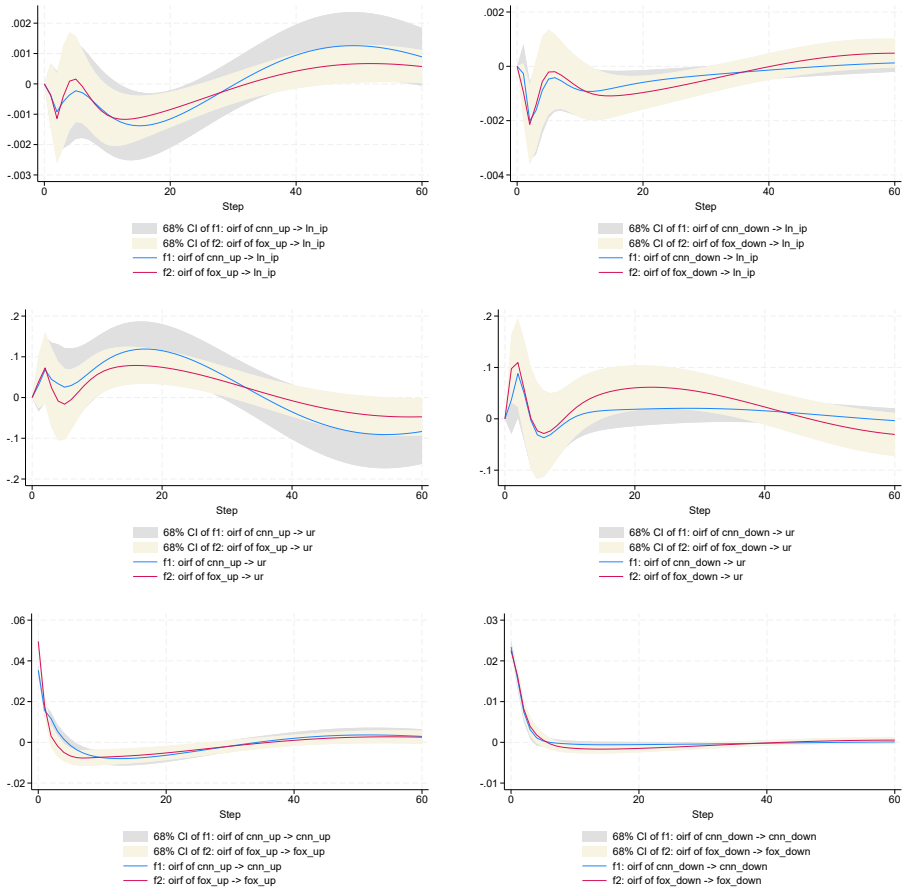 .002
.001
0
-.001
-.002
-.003
0
20
40
60
Step
68% CI of f1: oirf of cnn_up -> ln_ip
68% CI of f2: oirf of fox_up -> ln_ip
f1: oirf of cnn_up -> ln_ip
f2: oirf of fox_up -> ln_ip
.002
0
-.002
-.004
0
20
40
60
Step
68% CI of f1: oirf of cnn_down -> ln_ip
68% CI of f2: oirf of fox_down -> ln_ip
f1: oirf of cnn_down -> ln_ip
f2: oirf of fox_down -> ln_ip
.2
.1
0
-.1
-.2
0
20
40
60
Step
68% CI of f1: oirf of cnn_up -> ur
68% CI of f2: oirf of fox_up -> ur
f1: oirf of cnn_up -> ur
f2: oirf of fox_up -> ur
.2
.1
0
-.1
0
20
40
60
Step
68% CI of f1: oirf of cnn_down -> ur
68% CI of f2: oirf of fox_down -> ur
f1: oirf of cnn_down -> ur
f2: oirf of fox_down -> ur
.06
.04
.02
0
-.02
0
20
40
60
Step
68% CI of f1: oirf of cnn_up -> cnn_up
68% CI of f2: oirf of fox_up -> fox_up
f1: oirf of cnn_up -> cnn_up
f2: oirf of fox_up -> fox_up
.03
.02
.01
0
-.01
0
20
40
60
Step
68% CI of f1: oirf of cnn_down -> cnn_down
68% CI of f2: oirf of fox_down -> fox_down
f1: oirf of cnn_down -> cnn_down
f2: oirf of fox_down -> fox_down